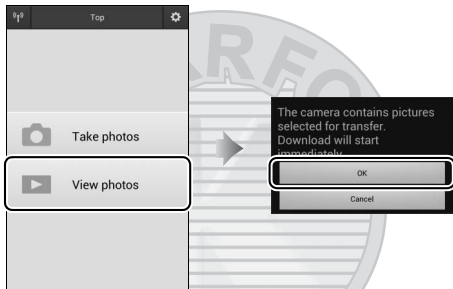 Top
Take photos
View photos
The camera contains pictures
selected for transfer.
Download will start
immediately.
OK
Cancel